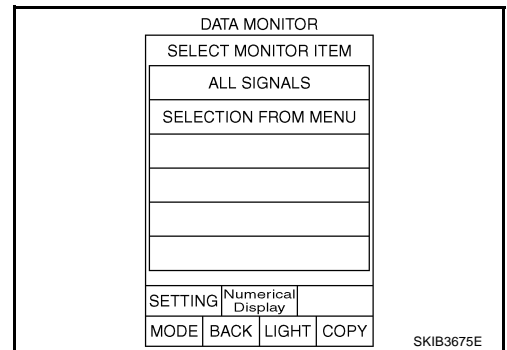 DATA MONITOR
SELECT MONITOR ITEM
ALL SIGNALS
SELECTION FROM MENU
SETTING Numerical Display
MODE BACK LIGHT COPY
SKIB3675E